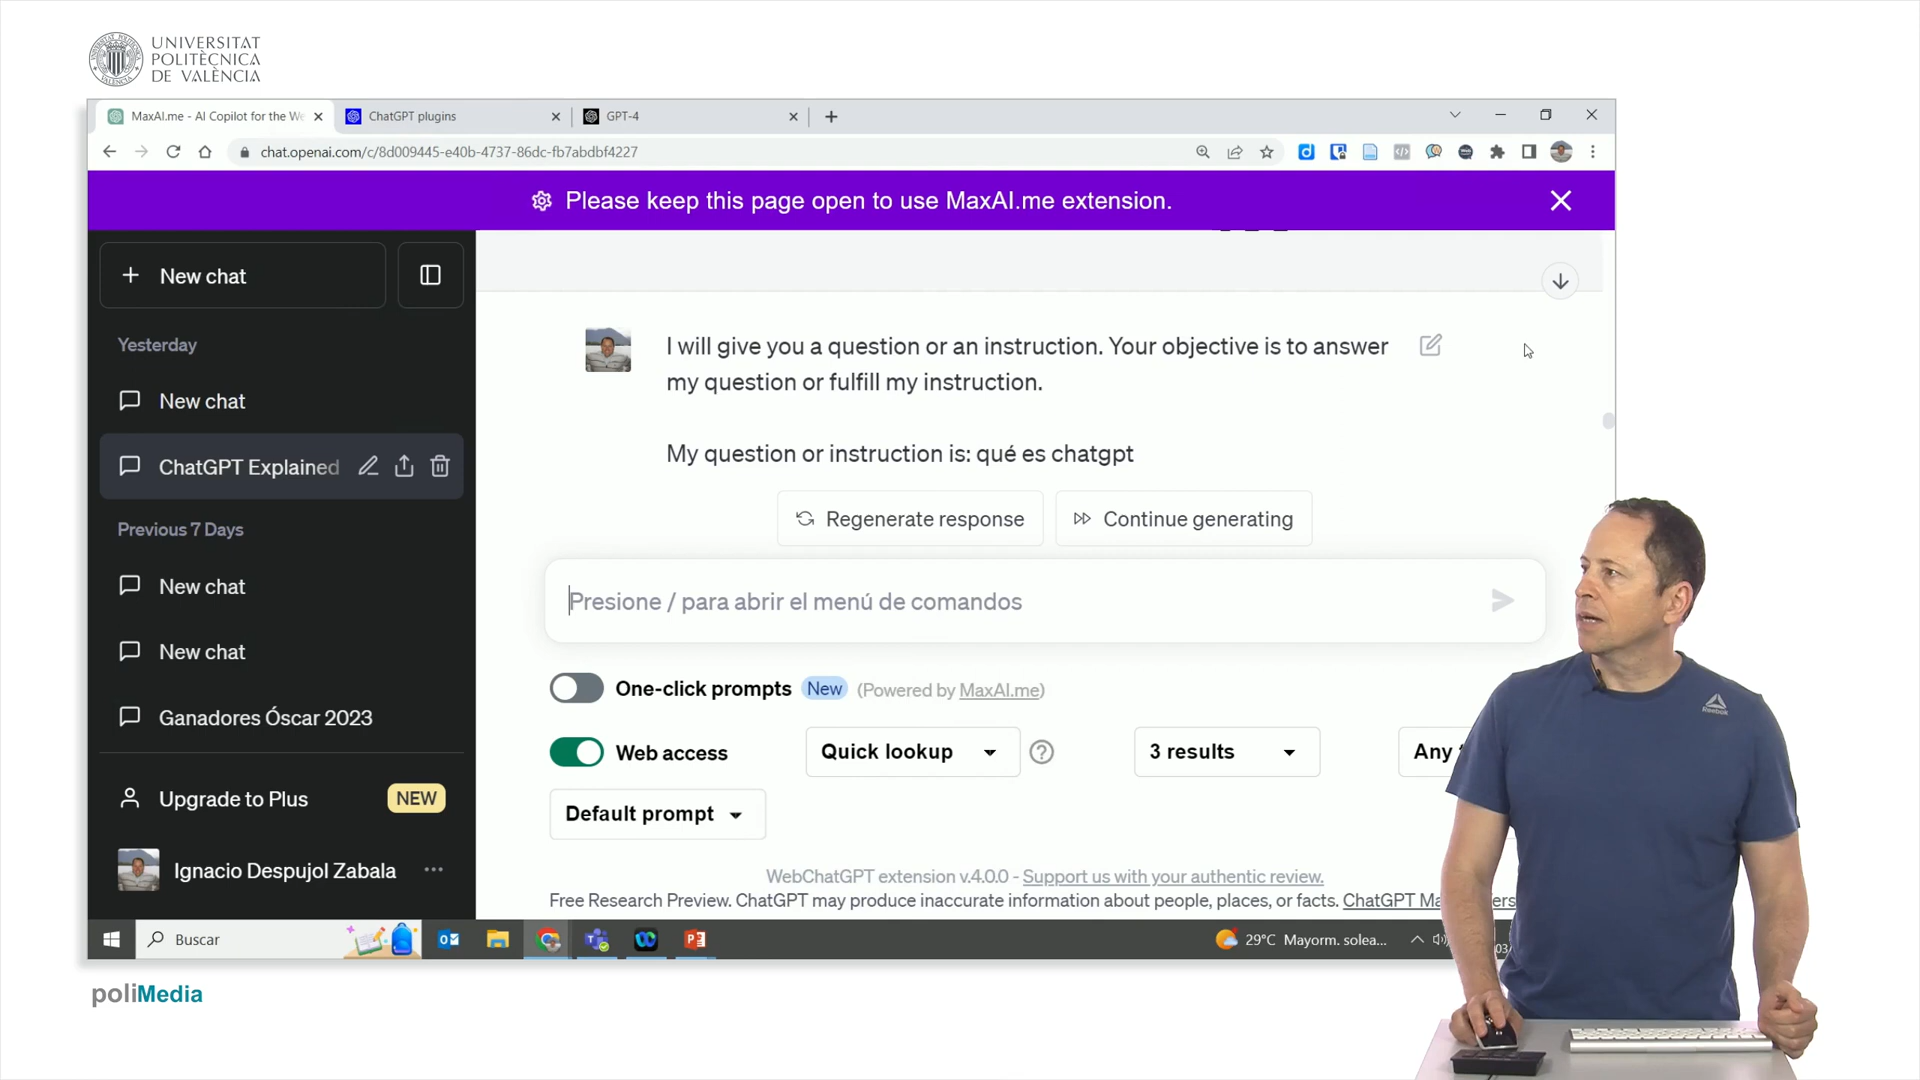 UNIVERSITAT
POLITÈCNICA
DE VALÈNCIA
MaxAI.me - AI Copilot for the We
ChatGPT plugins
GPT-4
chat.openai.com/c/8d009445-e40b-4737-86dc-fb7abdbf4227
Please keep this page open to use MaxAI.me extension.
New chat
Yesterday
New chat
ChatGPT Explained
Previous 7 Days
New chat
New chat
Ganadores Óscar 2023
Upgrade to Plus NEW
Ignacio Despujol Zabala
I will give you a question or an instruction. Your objective is to answer
my question or fulfill my instruction.
My question or instruction is: qué es chatgpt
Regenerate response
Continue generating
Presione / para abrir el menú de comandos
One-click prompts New (Powered by MaxAI.me)
Web access
Quick lookup
3 results
Any
Default prompt
WebChatGPT extension v.4.0.0 - Support us with your authentic review.
Free Research Preview. ChatGPT may produce inaccurate information about people, places, or facts. ChatGPT
Buscar
29°C Mayorm. solea...
Reebok
poliMedia